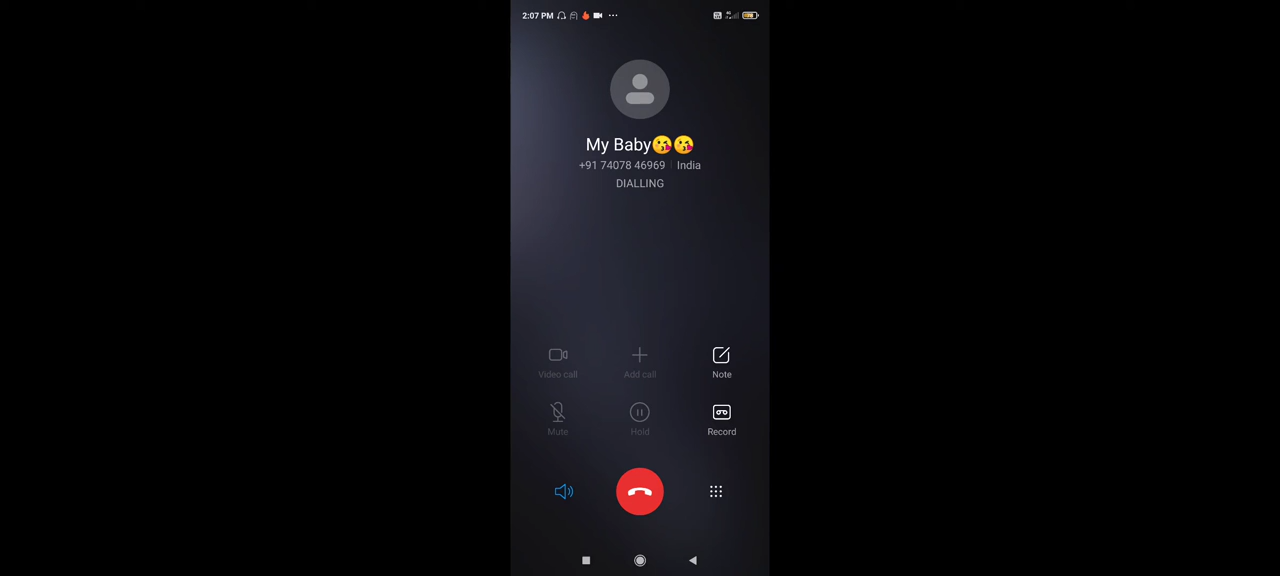 2:07 PM
My Baby😘😘
+91 74078 46969 | India
DIALLING
Video call
Add call
Note
Mute
Hold
Record